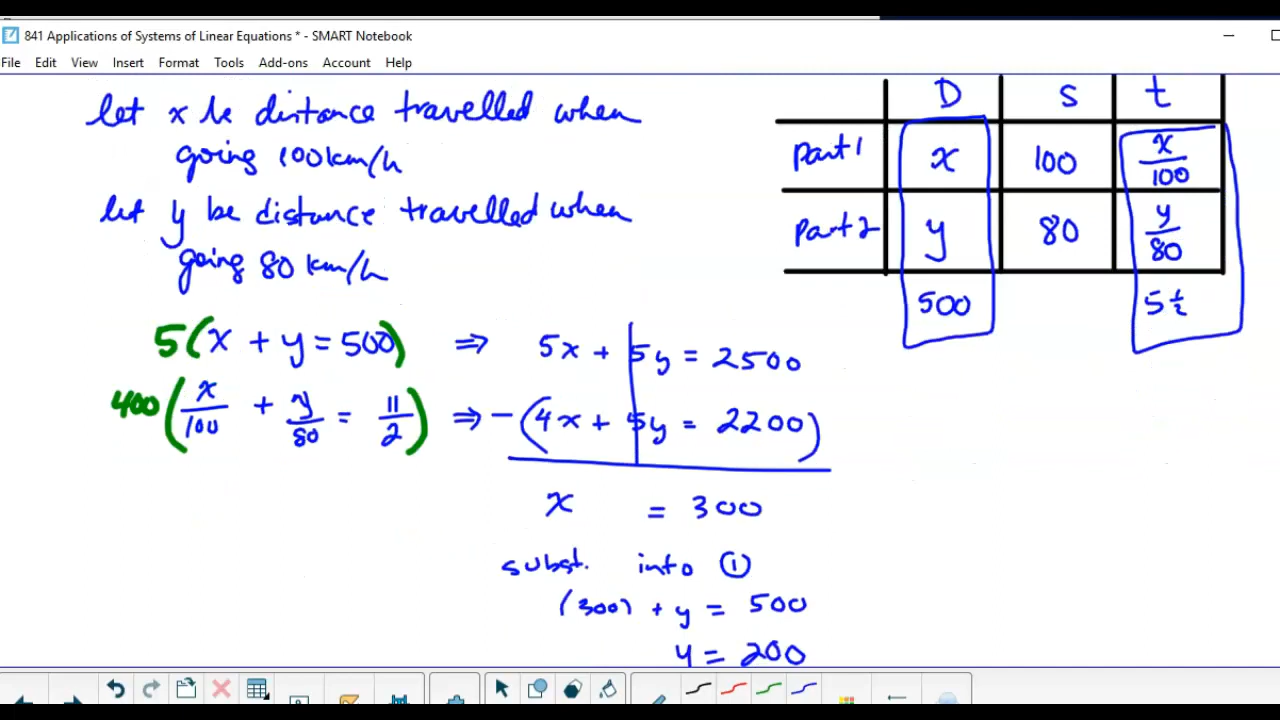 841 Applications of Systems of Linear Equations * - SMART Notebook
File Edit View Insert Format Tools Add-ons Account Help
let x be distance travelled when
going 100km/h
let y be distance travelled when
going 80 km/h
D s t
part 1 x 100 x/100
part 2 y 80 y/80
500 5 1/2
5(x + y = 500) ⇒ 5x + 5y = 2500
400(x/100 + y/80 = 11/2) ⇒ -(4x + 5y = 2200)
x = 300
subst. into ①
(300) + y = 500
y = 200